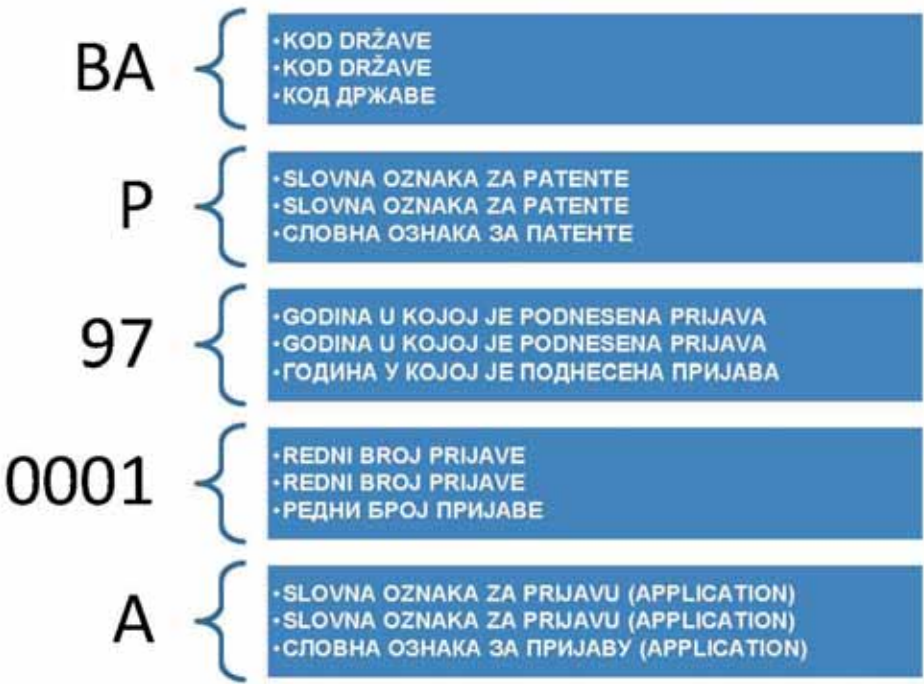 BA
•KOD DRŽAVE
•KOD DRŽAVE
•КОД ДРЖАВЕ
P
•SLOVNA OZNAKA ZA PATENTE
•SLOVNA OZNAKA ZA PATENTE
•СЛОВНА ОЗНАКА ЗА ПАТЕНТЕ
97
•GODINA U KOJOJ JE PODNESENA PRIJAVA
•GODINA U KOJOJ JE PODNESENA PRIJAVA
•ГОДИНА У КОЈОЈ ЈЕ ПОДНЕСЕНА ПРИЈАВА
0001
•REDNI BROJ PRIJAVE
•REDNI BROJ PRIJAVE
•РЕДНИ БРОЈ ПРИЈАВЕ
A
•SLOVNA OZNAKA ZA PRIJAVU (APPLICATION)
•SLOVNA OZNAKA ZA PRIJAVU (APPLICATION)
•СЛОВНА ОЗНАКА ЗА ПРИЈАВУ (APPLICATION)